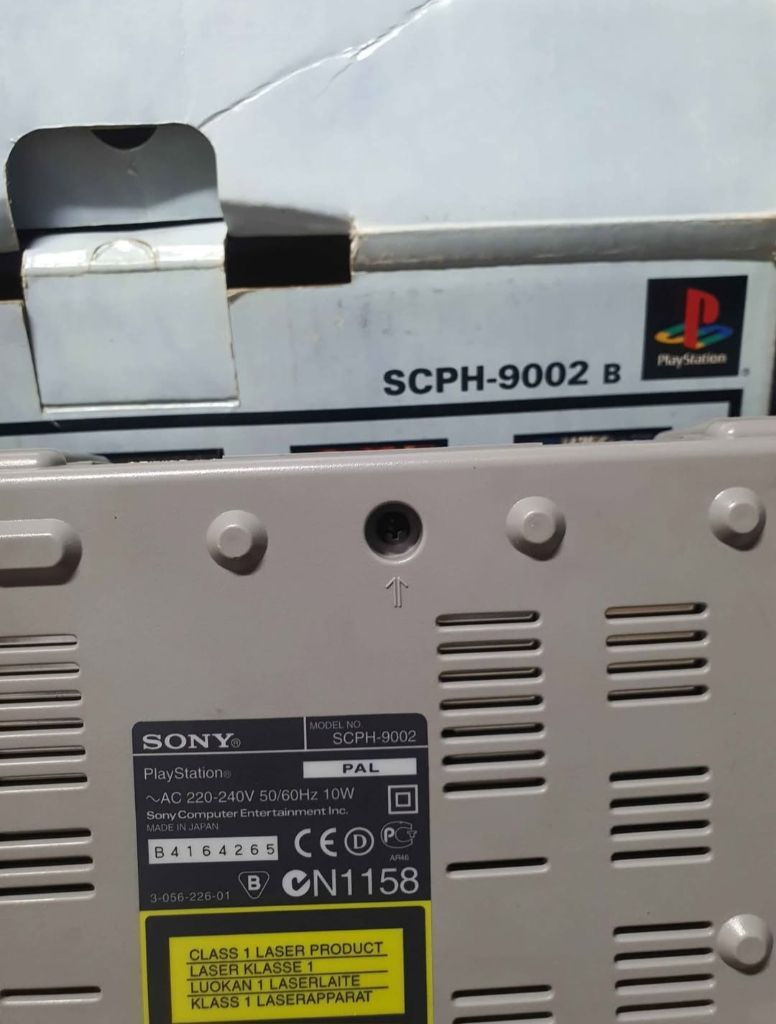 PlayStation
SCPH-9002 B
SONY®
MODEL NO.
SCPH-9002
PlayStation®
PAL
~AC 220-240V 50/60Hz 10W
Sony Computer Entertainment Inc.
MADE IN JAPAN
B4164265
CE D
AR46
3-056-226-01
B
N1158
CLASS 1 LASER PRODUCT
LASER KLASSE 1
LUOKAN 1 LASERLAITE
KLASS 1 LASERAPPARAT